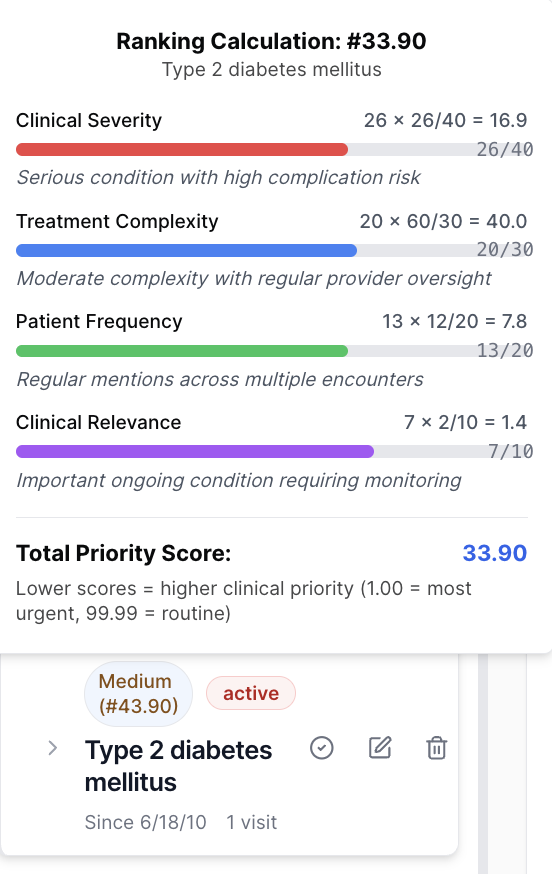 Ranking Calculation: #33.90
Type 2 diabetes mellitus
Clinical Severity 26 × 26/40 = 16.9
26/40
Serious condition with high complication risk
Treatment Complexity 20 × 60/30 = 40.0
20/30
Moderate complexity with regular provider oversight
Patient Frequency 13 × 12/20 = 7.8
13/20
Regular mentions across multiple encounters
Clinical Relevance 7 × 2/10 = 1.4
7/10
Important ongoing condition requiring monitoring
Total Priority Score: 33.90
Lower scores = higher clinical priority (1.00 = most
urgent, 99.99 = routine)
Medium
(#43.90)
active
Type 2 diabetes
mellitus
Since 6/18/10 1 visit